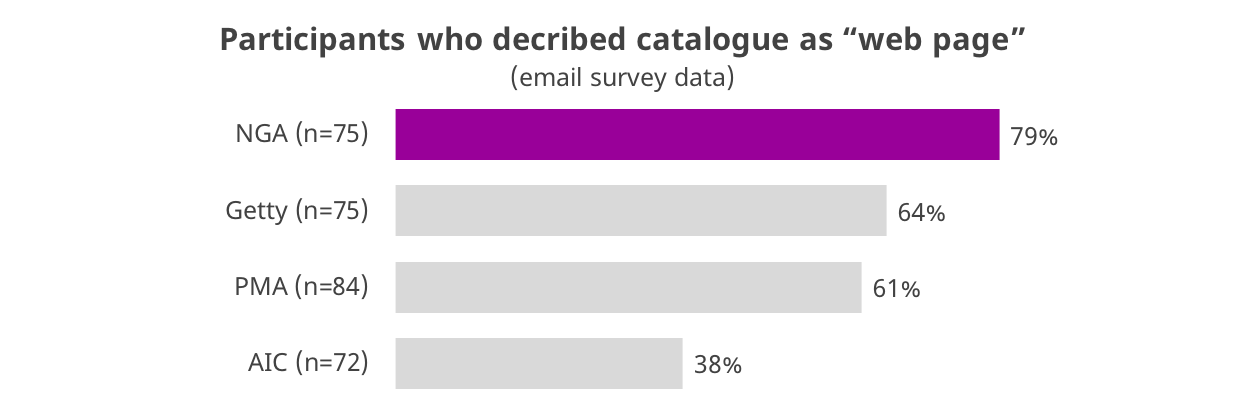 Participants who decribed catalogue as “web page”
(email survey data)
NGA (n=75) 79%
Getty (n=75) 64%
PMA (n=84) 61%
AIC (n=72) 38%